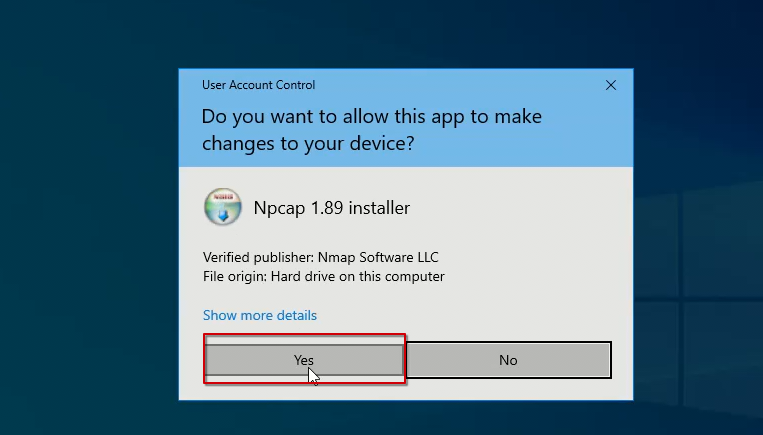 User Account Control
Do you want to allow this app to make
changes to your device?
Npcap 1.89 installer
Verified publisher: Nmap Software LLC
File origin: Hard drive on this computer
Show more details
Yes
No